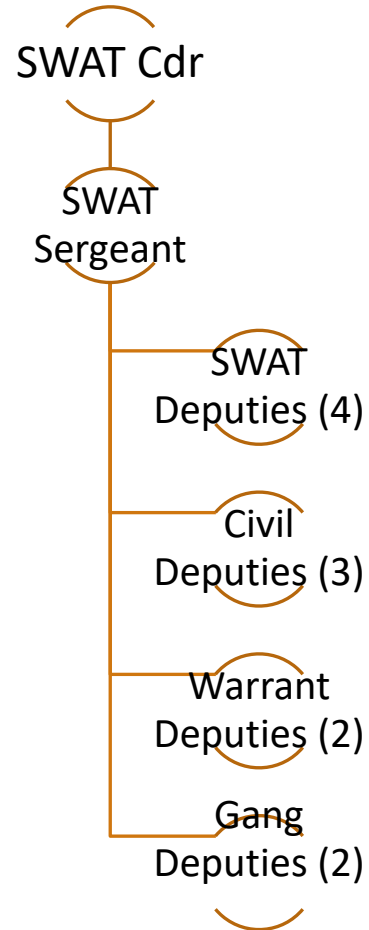 SWAT Cdr
SWAT
Sergeant
SWAT
Deputies (4)
Civil
Deputies (3)
Warrant
Deputies (2)
Gang
Deputies (2)